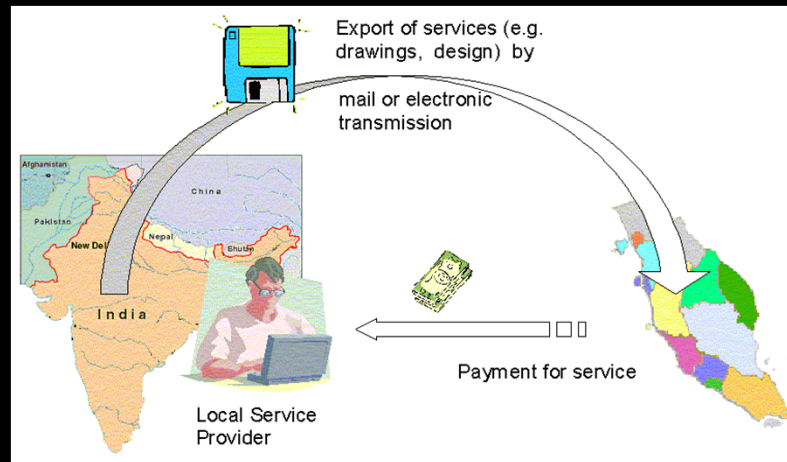 Export of services (e.g.
drawings, design) by
mail or electronic
transmission
Afghanistan
China
Pakistan
New Del
Nepal
Bhutan
India
Payment for service
Local Service
Provider